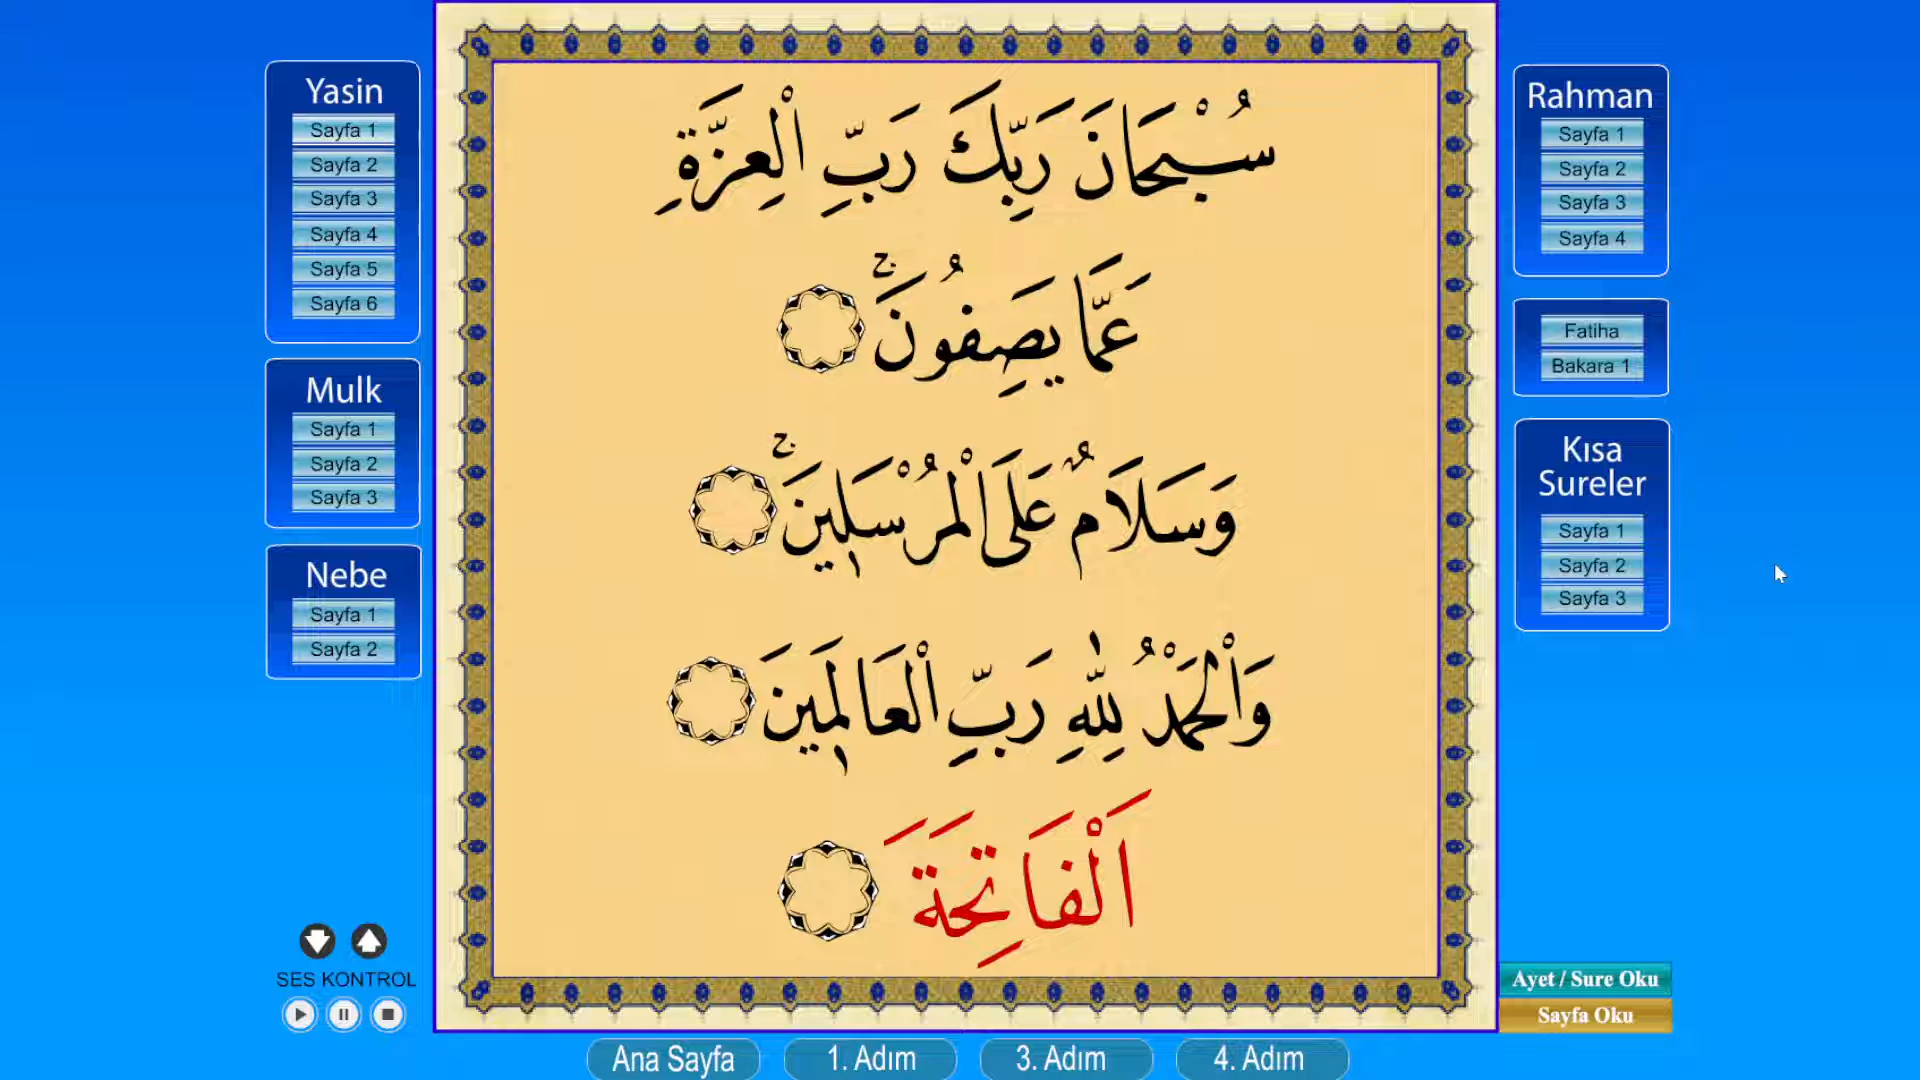 Yasin
Sayfa 1
Sayfa 2
Sayfa 3
Sayfa 4
Sayfa 5
Sayfa 6
Mulk
Sayfa 1
Sayfa 2
Sayfa 3
Nebe
Sayfa 1
Sayfa 2
SES KONTROL
سُبْحَانَ رَبِّكَ رَبِّ الْعِزَّةِ
عَمَّا يَصِفُونَۚ
وَسَلَامٌ عَلَى الْمُرْسَلِينَۚ
وَالْحَمْدُ لِلّٰهِ رَبِّ الْعَالَمِينَ
اَلْفَاتِحَةَ
Rahman
Sayfa 1
Sayfa 2
Sayfa 3
Sayfa 4
Fatiha
Bakara 1
Kısa
Sureler
Sayfa 1
Sayfa 2
Sayfa 3
Ayet / Sure Oku
Sayfa Oku
Ana Sayfa
1. Adım
3. Adım
4. Adım